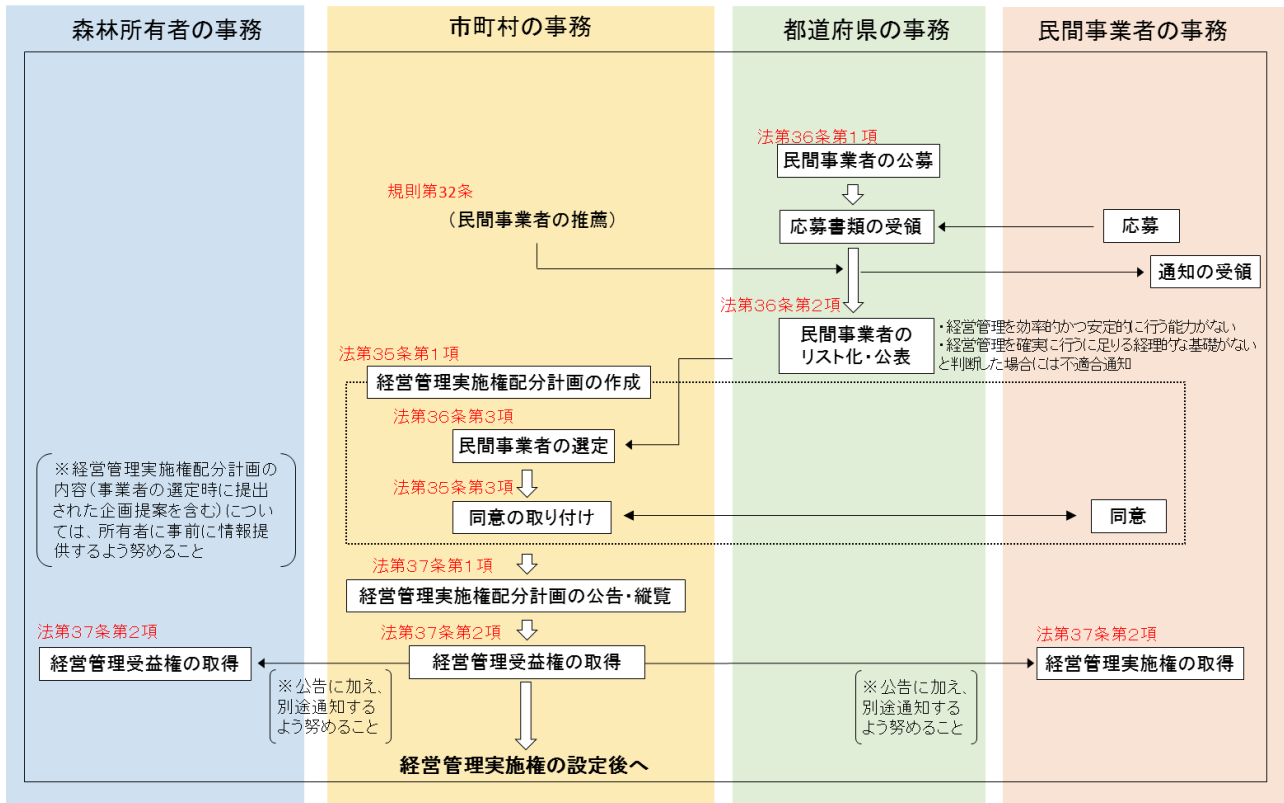 森林所有者の事務
市町村の事務
都道府県の事務
民間事業者の事務
法第36条第1項
民間事業者の公募
規則第32条
(民間事業者の推薦)
応募書類の受領
応募
通知の受領
法第36条第2項
民間事業者の
リスト化・公表
・経営管理を効率的かつ安定的に行う能力がない
・経営管理を確実に行うに足りる経理的な基礎がない
と判断した場合には不適合通知
法第35条第1項
経営管理実施権配分計画の作成
法第36条第3項
民間事業者の選定
※経営管理実施権配分計画の
内容(事業者の選定時に提出
された企画提案を含む)につい
ては、所有者に事前に情報提
供するよう努めること
法第35条第3項
同意の取り付け
同意
法第37条第1項
経営管理実施権配分計画の公告・縦覧
法第37条第2項
経営管理受益権の取得
法第37条第2項
経営管理受益権の取得
法第37条第2項
経営管理実施権の取得
※公告に加え、
別途通知する
よう努めること
※公告に加え、
別途通知する
よう努めること
経営管理実施権の設定後へ